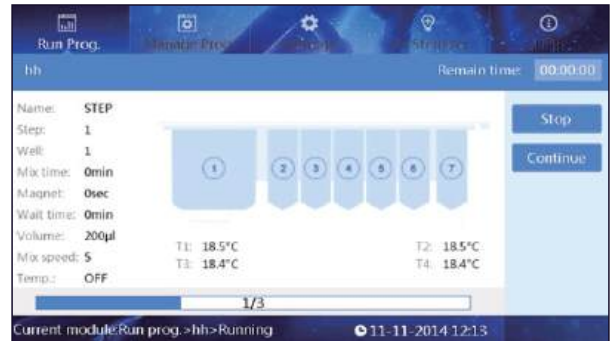 Run Prog.
Manage Prog.
hh
Remain time: 00:00:00
Name: STEP
Step: 1
Well: 1
Mix time: 0min
Magnet: 0sec
Wait time: 0min
Volume: 200μl
Mix speed: 5
Temp.: OFF
1 2 3 4 5 6 7
T1: 18.5°C
T2: 18.5°C
T3: 18.4°C
T4: 18.4°C
Stop
Continue
1/3
Current module:Run prog.>hh>Running
11-11-2014 12:13